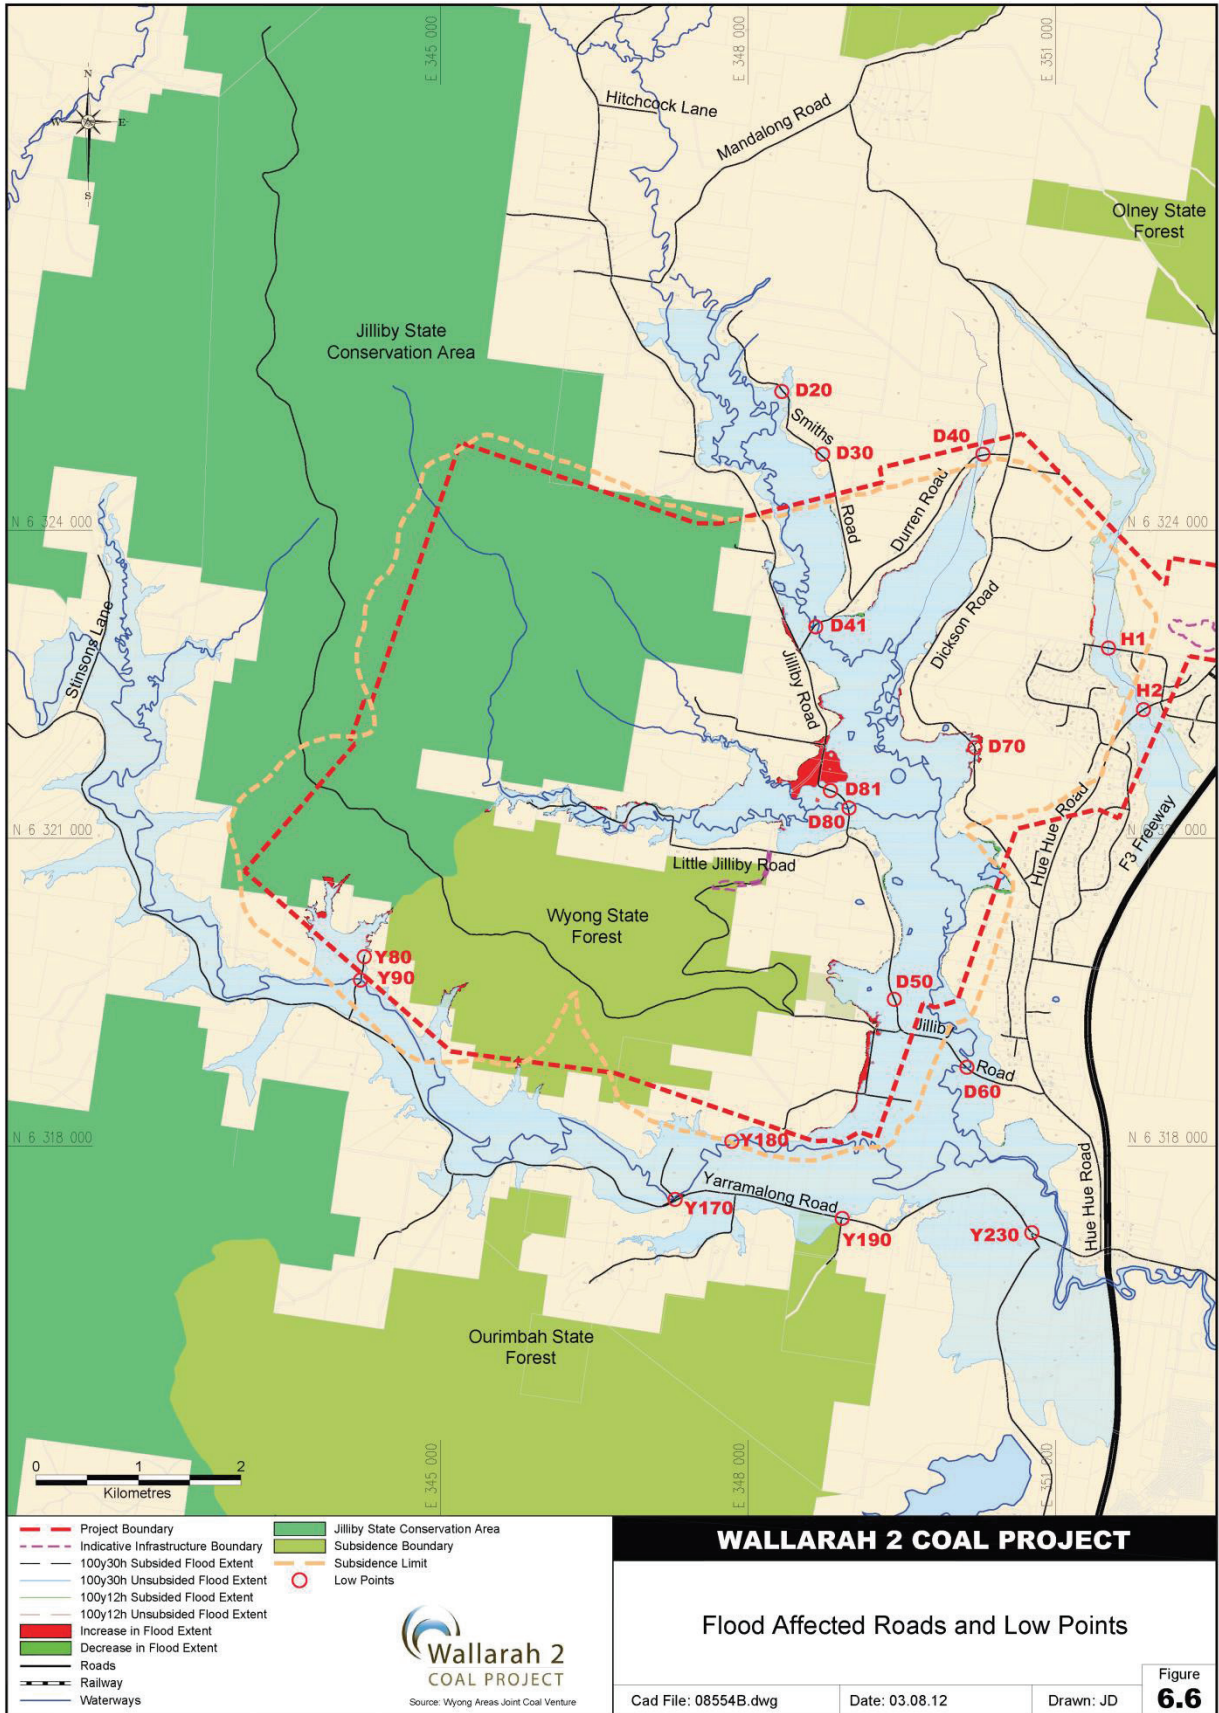 E 345 000
E 348 000
E 351 000
N
W
E
S
Hitchcock Lane
Mandalong Road
Olney State
Forest
Jilliby State
Conservation Area
D20
Smiths
Road
D30
D40
Durren Road
N 6 324 000
N 6 324 000
Stinsons Lane
D41
Jilliby Road
Dickson Road
H1
H2
D70
D81
D80
N 6 321 000
Hue Hue Road
F3 Freeway
Little Jilliby Road
Wyong State
Forest
Y80
Y90
D50
Jilliby
Road
D60
N 6 318 000
N 6 318 000
Y180
Yarramalong Road
Y170
Y190
Y230
Hue Hue Road
Ourimbah State
Forest
0 1 2
Kilometres
E 345 000
E 348 000
E 351 000
Project Boundary
Indicative Infrastructure Boundary
100y30h Subsided Flood Extent
100y30h Unsubsided Flood Extent
100y12h Subsided Flood Extent
100y12h Unsubsided Flood Extent
Increase in Flood Extent
Decrease in Flood Extent
Roads
Railway
Waterways
Jilliby State Conservation Area
Subsidence Boundary
Subsidence Limit
Low Points
Wallarah 2
COAL PROJECT
Source: Wyong Areas Joint Coal Venture
WALLARAH 2 COAL PROJECT
Flood Affected Roads and Low Points
Cad File: 08554B.dwg
Date: 03.08.12
Drawn: JD
Figure
6.6